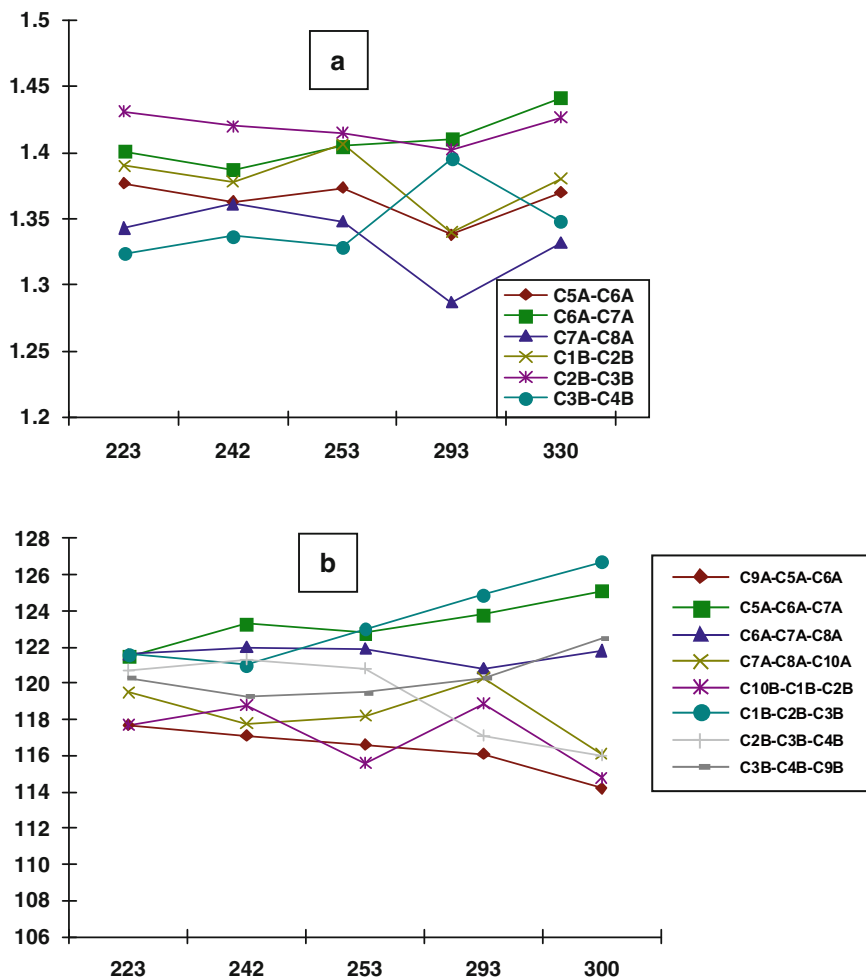 a
1.5
1.45
1.4
1.35
1.3
1.25
1.2
223 242 253 293 330
C5A-C6A
C6A-C7A
C7A-C8A
C1B-C2B
C2B-C3B
C3B-C4B
b
128
126
124
122
120
118
116
114
112
110
108
106
223 242 253 293 300
C9A-C5A-C6A
C5A-C6A-C7A
C6A-C7A-C8A
C7A-C8A-C10A
C10B-C1B-C2B
C1B-C2B-C3B
C2B-C3B-C4B
C3B-C4B-C9B